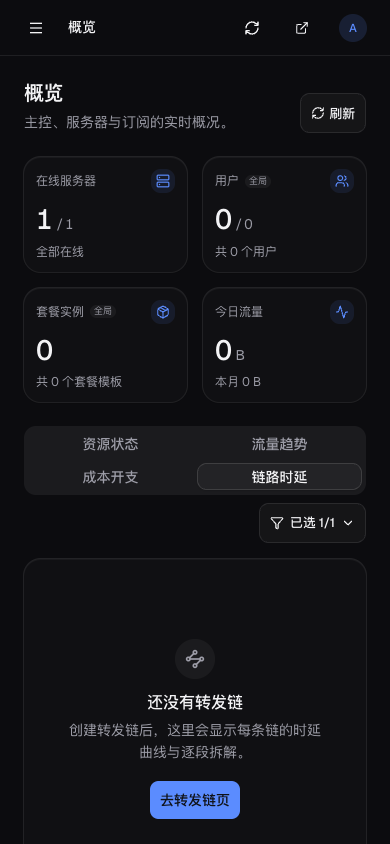 概览
A
概览
主控、服务器与订阅的实时概况。
刷新
在线服务器
1 / 1
全部在线
用户 全局
0 / 0
共 0 个用户
套餐实例 全局
0
共 0 个套餐模板
今日流量
0 B
本月 0 B
资源状态
流量趋势
成本开支
链路时延
已选 1/1
还没有转发链
创建转发链后，这里会显示每条链的时延
曲线与逐段拆解。
去转发链页